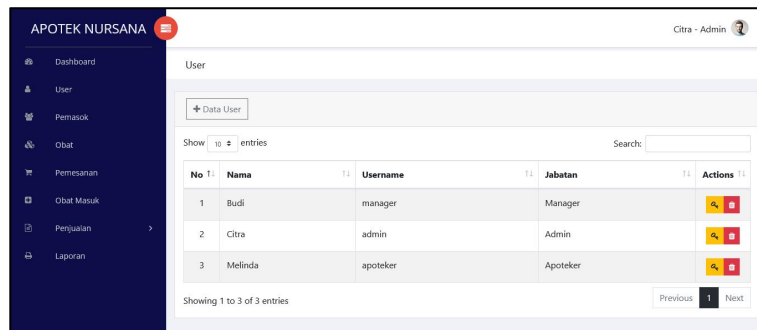 APOTEK NURSANA
Citra - Admin
Dashboard
User
Pemasok
Obat
Pemesanan
Obat Masuk
Penjualan
Laporan
User
+ Data User
Show 10 entries
Search:
No Nama Username Jabatan Actions
1 Budi manager Manager
2 Citra admin Admin
3 Melinda apoteker Apoteker
Showing 1 to 3 of 3 entries
Previous 1 Next